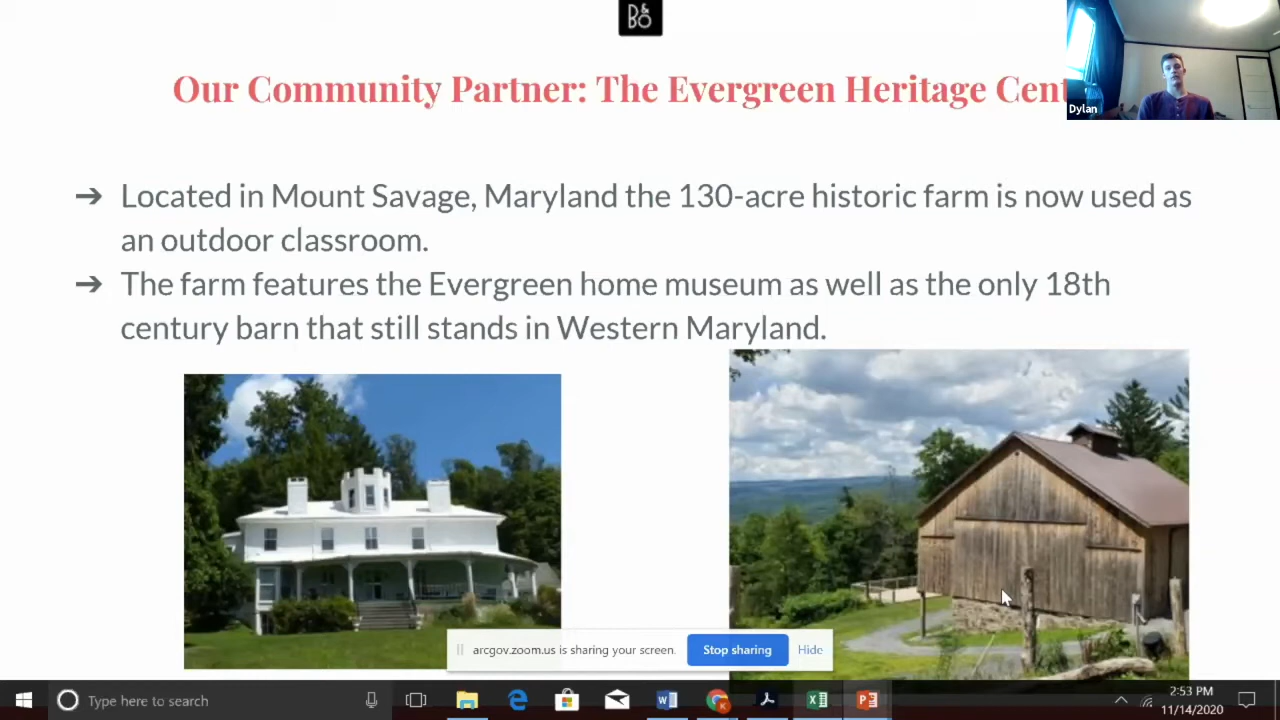 D&
BO
Our Community Partner: The Evergreen Heritage Cent
Dylan
➔ Located in Mount Savage, Maryland the 130-acre historic farm is now used as
an outdoor classroom.
➔ The farm features the Evergreen home museum as well as the only 18th
century barn that still stands in Western Maryland.
arcgov.zoom.us is sharing your screen.
Stop sharing
Hide
Type here to search
2:53 PM
11/14/2020